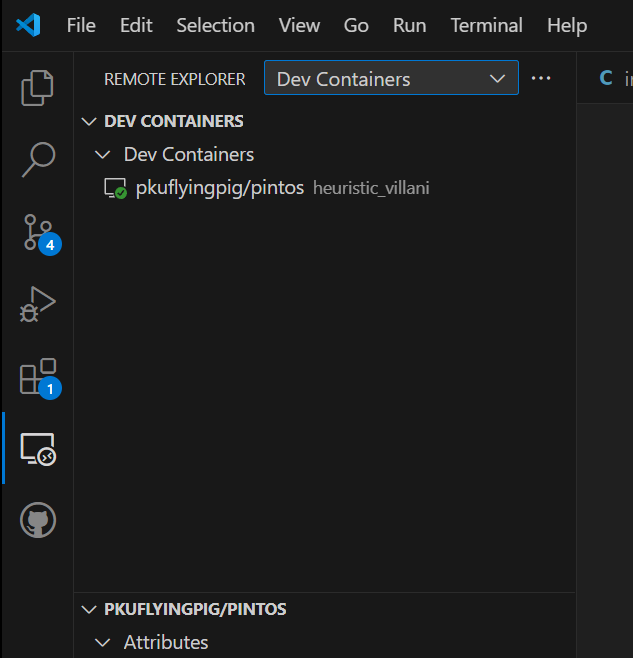 File Edit Selection View Go Run Terminal Help
REMOTE EXPLORER Dev Containers ...
C
DEV CONTAINERS
Dev Containers
pkuflyingpig/pintos heuristic_villani
4
1
PKUFLYINGPIG/PINTOS
Attributes